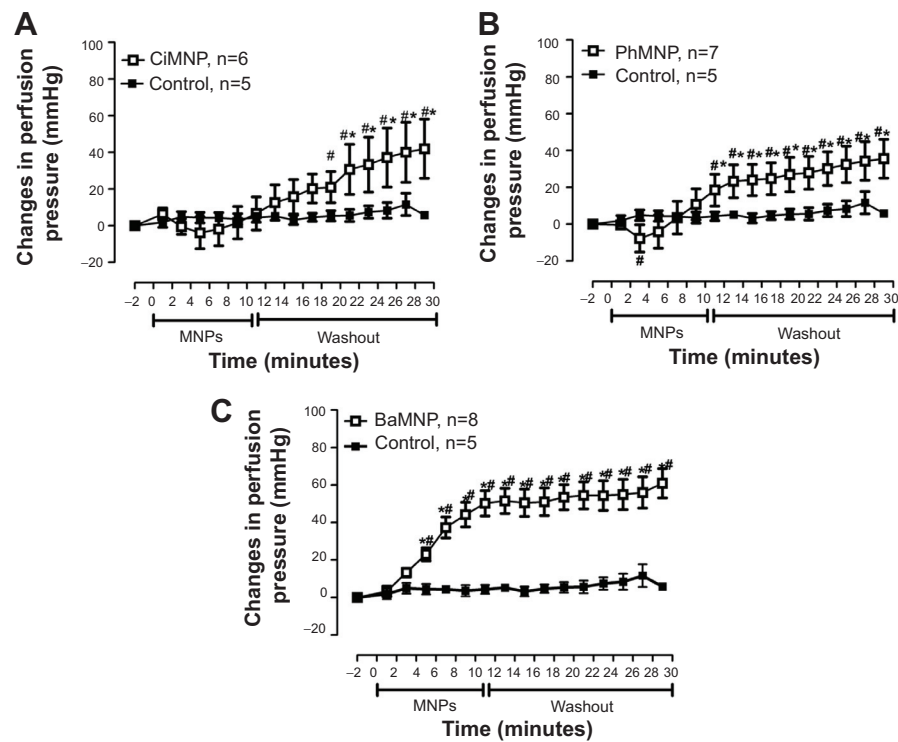 A
Changes in perfusion
pressure (mmHg)
100
80
60
40
20
0
–20
CiMNP, n=6
Control, n=5
# #* #* #* #* #*
–2 0 2 4 6 8 10 12 14 16 18 20 22 24 26 28 30
MNPs Washout
Time (minutes)
B
Changes in perfusion
pressure (mmHg)
100
80
60
40
20
0
–20
PhMNP, n=7
Control, n=5
#* #* #* #* #* #* #* #* #* #*
#
–2 0 2 4 6 8 10 12 14 16 18 20 22 24 26 28 30
MNPs Washout
Time (minutes)
C
Changes in perfusion
pressure (mmHg)
100
80
60
40
20
0
–20
BaMNP, n=8
Control, n=5
*# *# *# *# *# *# *# *# *# *# *# *# *#
–2 0 2 4 6 8 10 12 14 16 18 20 22 24 26 28 30
MNPs Washout
Time (minutes)